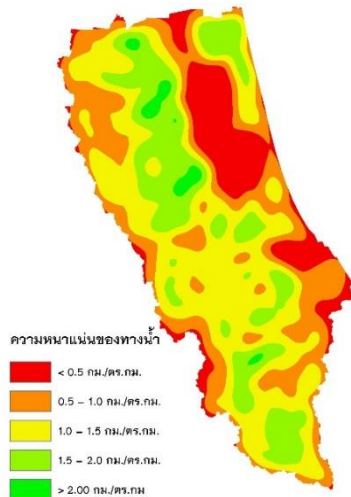 ความหนาแน่นของทางน้ำ
< 0.5 กม./ตร.กม.
0.5 – 1.0 กม./ตร.กม.
1.0 – 1.5 กม./ตร.กม.
1.5 – 2.0 กม./ตร.กม.
> 2.00 กม./ตร.กม